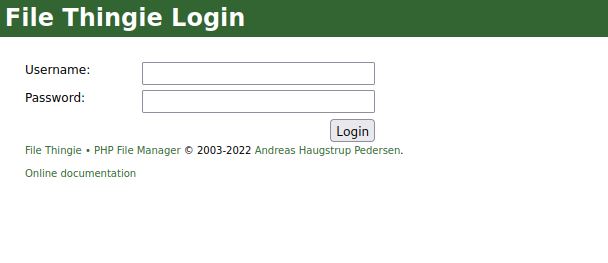 File Thingie Login
Username:
Password:
Login
File Thingie • PHP File Manager © 2003-2022 Andreas Haugstrup Pedersen.
Online documentation